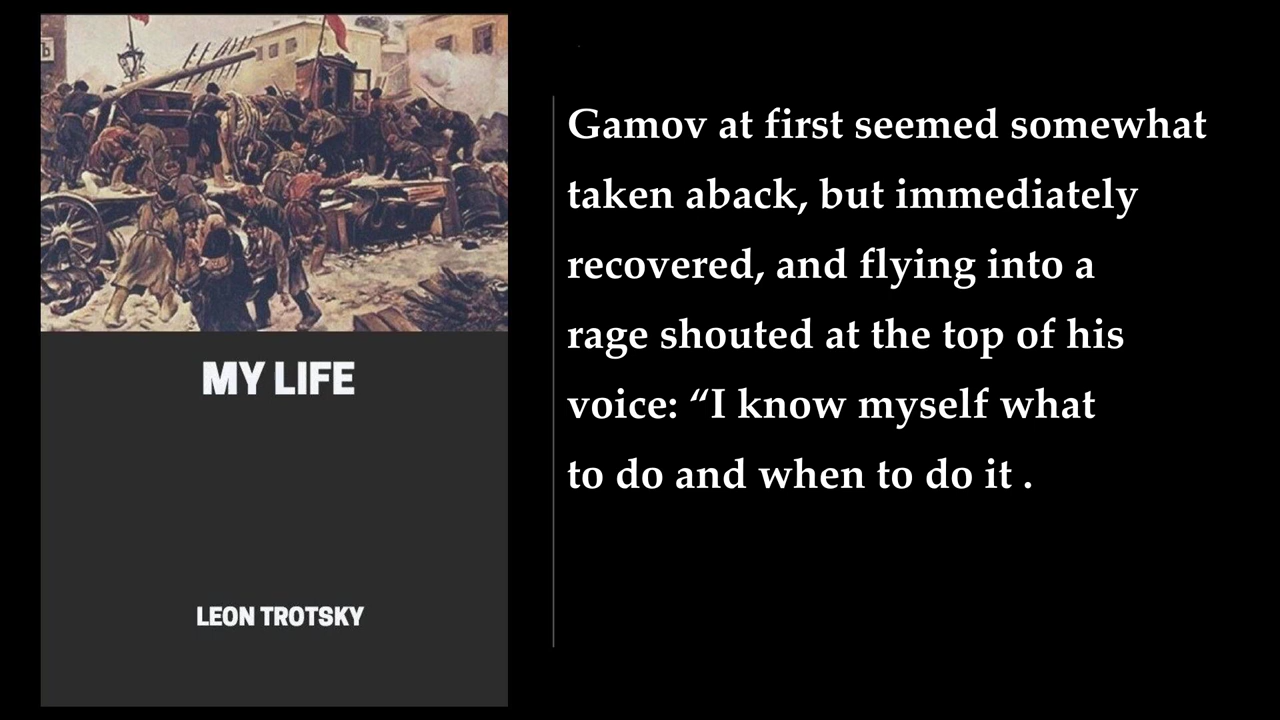 MY LIFE
LEON TROTSKY
Gamov at first seemed somewhat
taken aback, but immediately
recovered, and flying into a
rage shouted at the top of his
voice: “I know myself what
to do and when to do it .